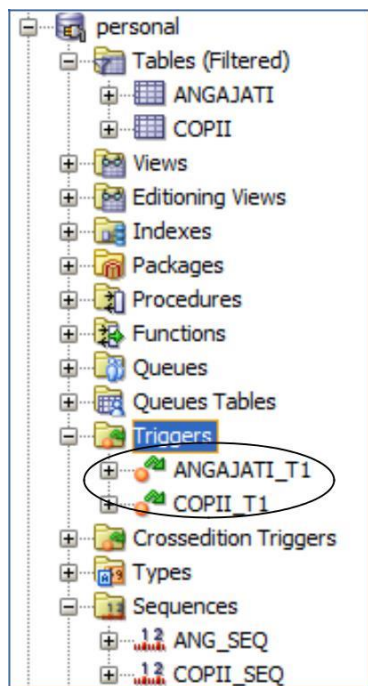 personal
Tables (Filtered)
ANGAJATI
COPII
Views
Editioning Views
Indexes
Packages
Procedures
Functions
Queues
Queues Tables
Triggers
ANGAJATI_T1
COPII_T1
Crossedition Triggers
Types
Sequences
ANG_SEQ
COPII_SEQ